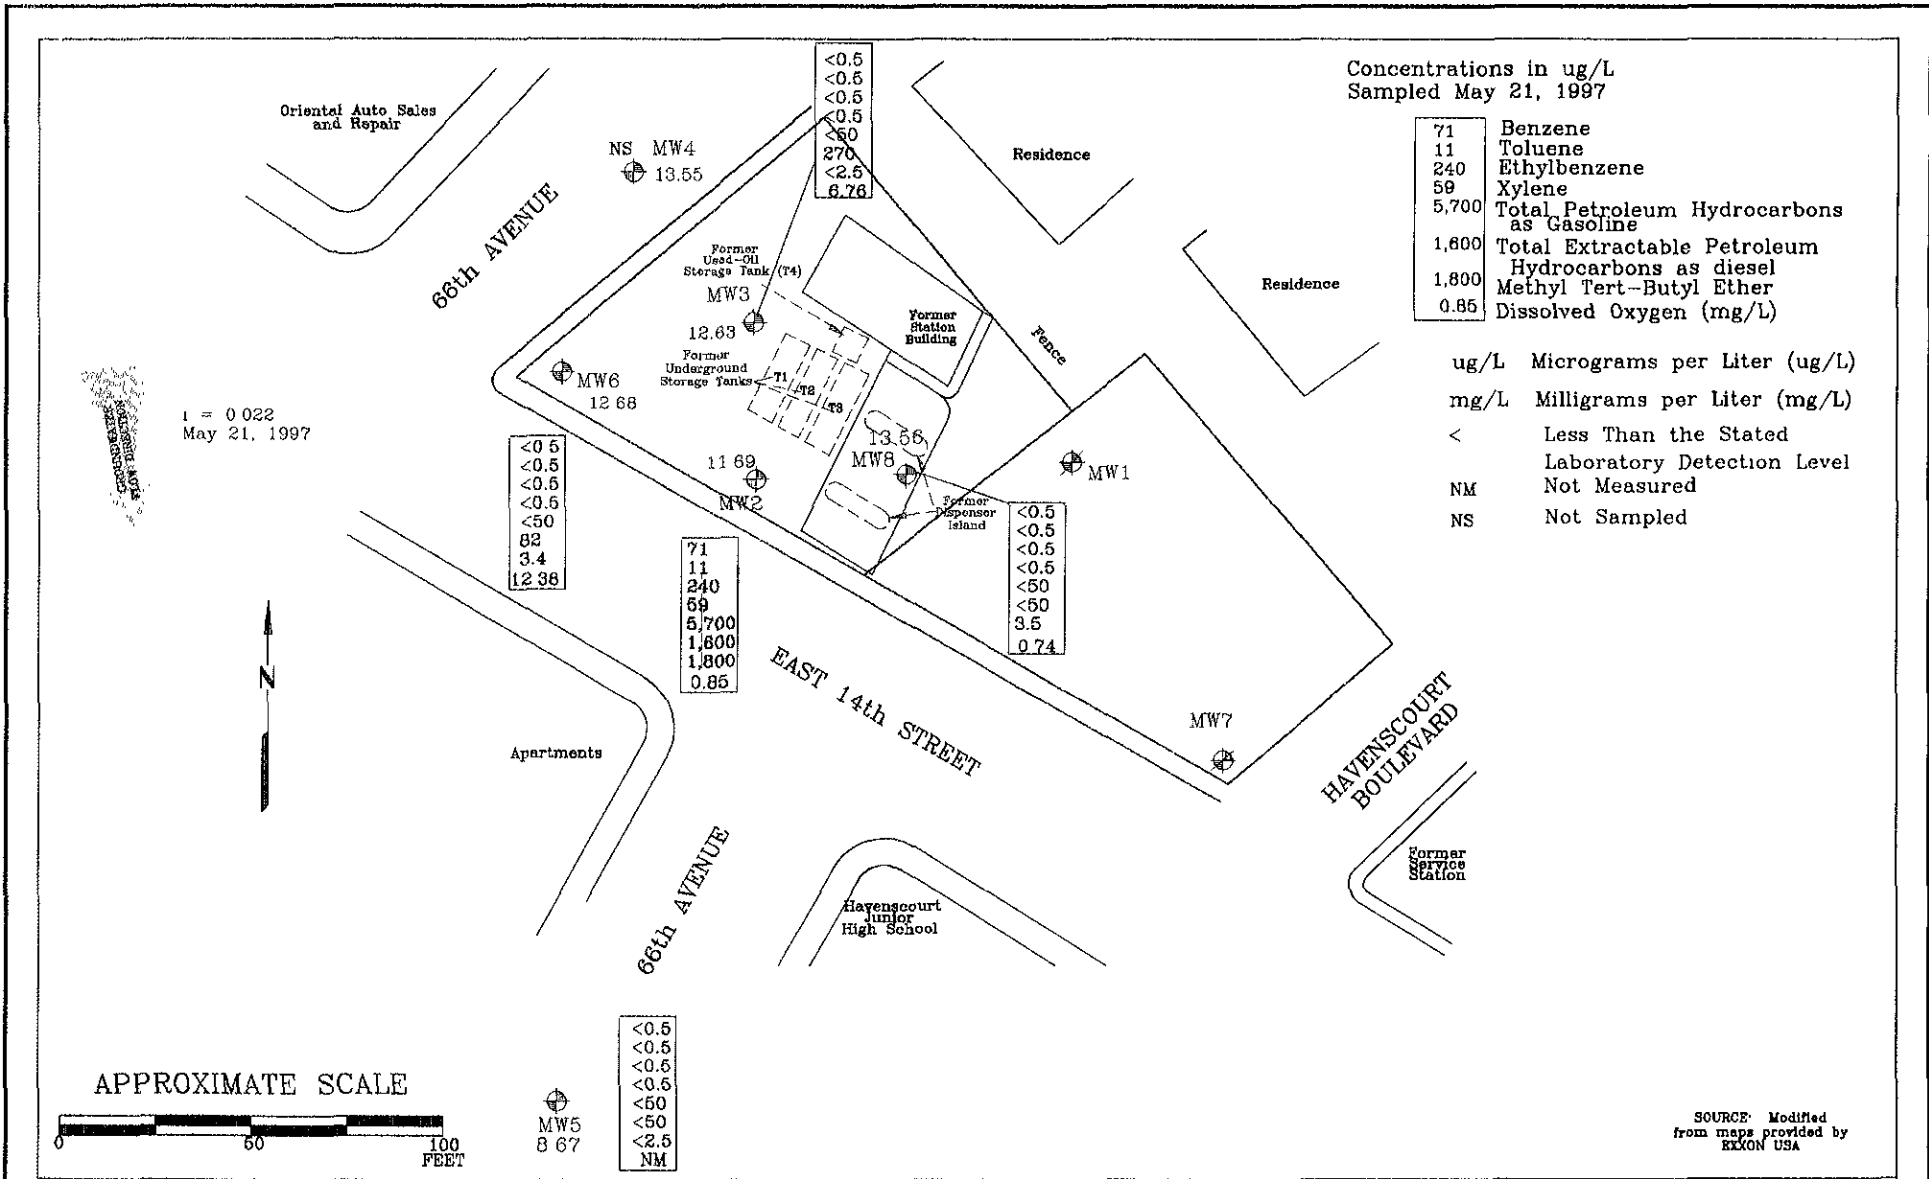 Oriental Auto Sales
and Repair
NS MW4
13.55
66th AVENUE
<0.5
<0.5
<0.5
<0.5
<50
270
<2.5
6.76
Residence
Residence
Concentrations in ug/L
Sampled May 21, 1997
71 Benzene
11 Toluene
240 Ethylbenzene
59 Xylene
5,700 Total Petroleum Hydrocarbons
as Gasoline
1,600 Total Extractable Petroleum
Hydrocarbons as diesel
1,800 Methyl Tert-Butyl Ether
0.85 Dissolved Oxygen (mg/L)
ug/L Micrograms per Liter (ug/L)
mg/L Milligrams per Liter (mg/L)
< Less Than the Stated
Laboratory Detection Level
NM Not Measured
NS Not Sampled
Former
Used-Oil
Storage Tank (T4)
MW3
12.63
Former
Underground
Storage Tanks
T1
T2
T3
Former
Station
Building
Fence
MW6
12 68
i = 0 022
May 21, 1997
<0 5
<0.5
<0.5
<0.5
<50
82
3.4
12 38
11 69
MW2
13.56
MW8
MW1
Former
Dispenser
Island
<0.5
<0.5
<0.5
<0.5
<50
<50
3.5
0 74
71
11
240
59
5,700
1,600
1,800
0.85
N
EAST 14th STREET
MW7
HAVENSCOURT
BOULEVARD
Apartments
66th AVENUE
Havenscourt
Junior
High School
Former
Service
Station
<0.5
<0.5
<0.5
<0.5
<50
<50
<2.5
NM
MW5
8 67
APPROXIMATE SCALE
0 50 100
FEET
SOURCE: Modified
from maps provided by
EXXON USA